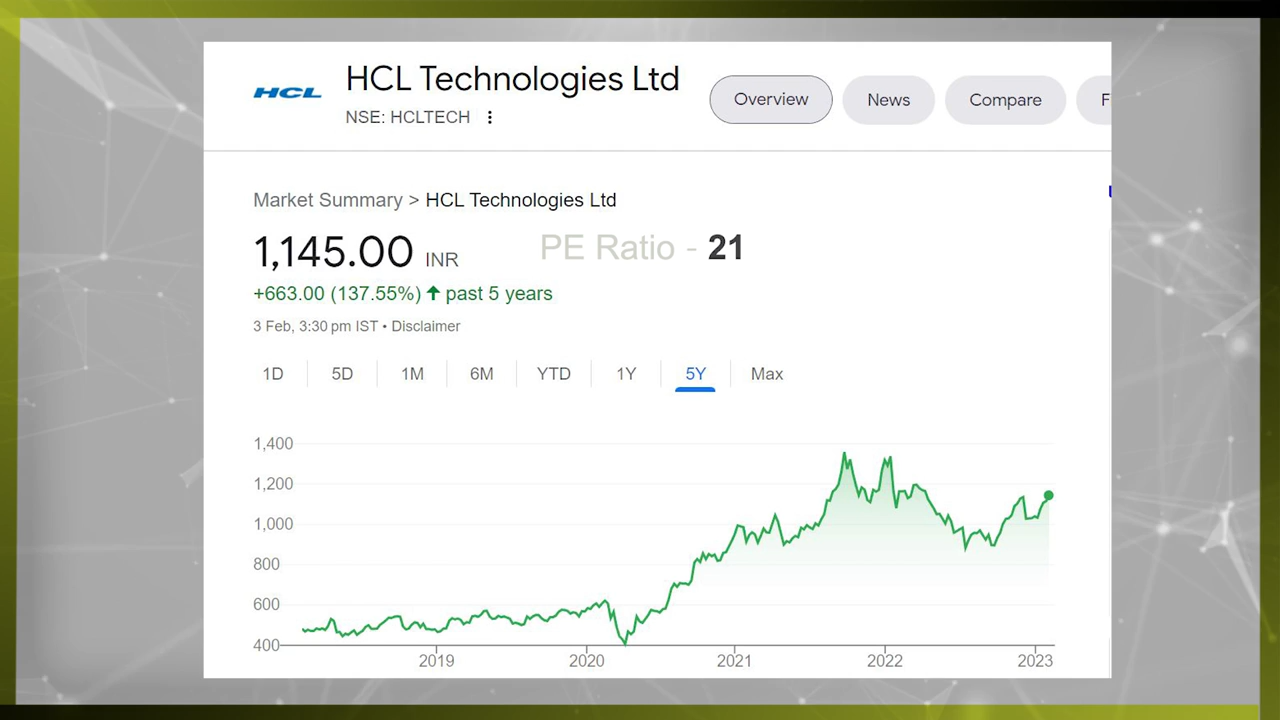 HCL
HCL Technologies Ltd
NSE: HCLTECH
Overview
News
Compare
F
Market Summary > HCL Technologies Ltd
1,145.00 INR
PE Ratio - 21
+663.00 (137.55%) ↑ past 5 years
3 Feb, 3:30 pm IST • Disclaimer
1D 5D 1M 6M YTD 1Y 5Y Max
1,400
1,200
1,000
800
600
400
2019 2020 2021 2022 2023